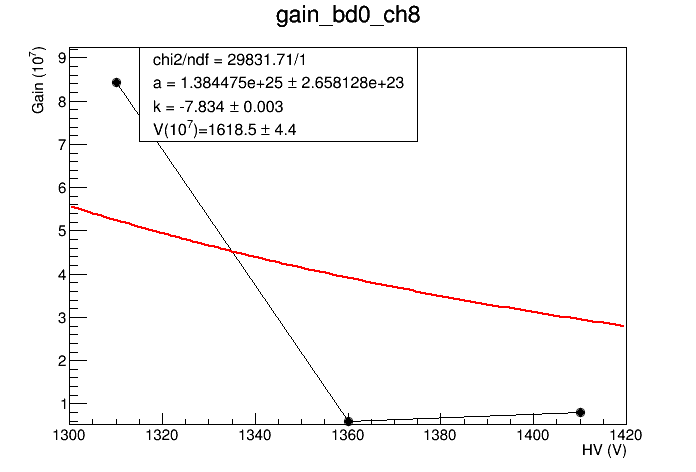 gain_bd0_ch8
chi2/ndf = 29831.71/1
a = 1.384475e+25 ± 2.658128e+23
k = -7.834 ± 0.003
V(10⁷)=1618.5 ± 4.4
Gain (10⁷)
9
8
7
6
5
4
3
2
1
1300 1320 1340 1360 1380 1400 1420
HV (V)